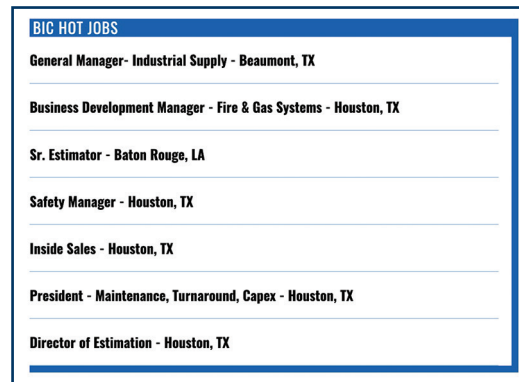 BIC HOT JOBS
General Manager- Industrial Supply - Beaumont, TX
Business Development Manager - Fire & Gas Systems - Houston, TX
Sr. Estimator - Baton Rouge, LA
Safety Manager - Houston, TX
Inside Sales - Houston, TX
President - Maintenance, Turnaround, Capex - Houston, TX
Director of Estimation - Houston, TX